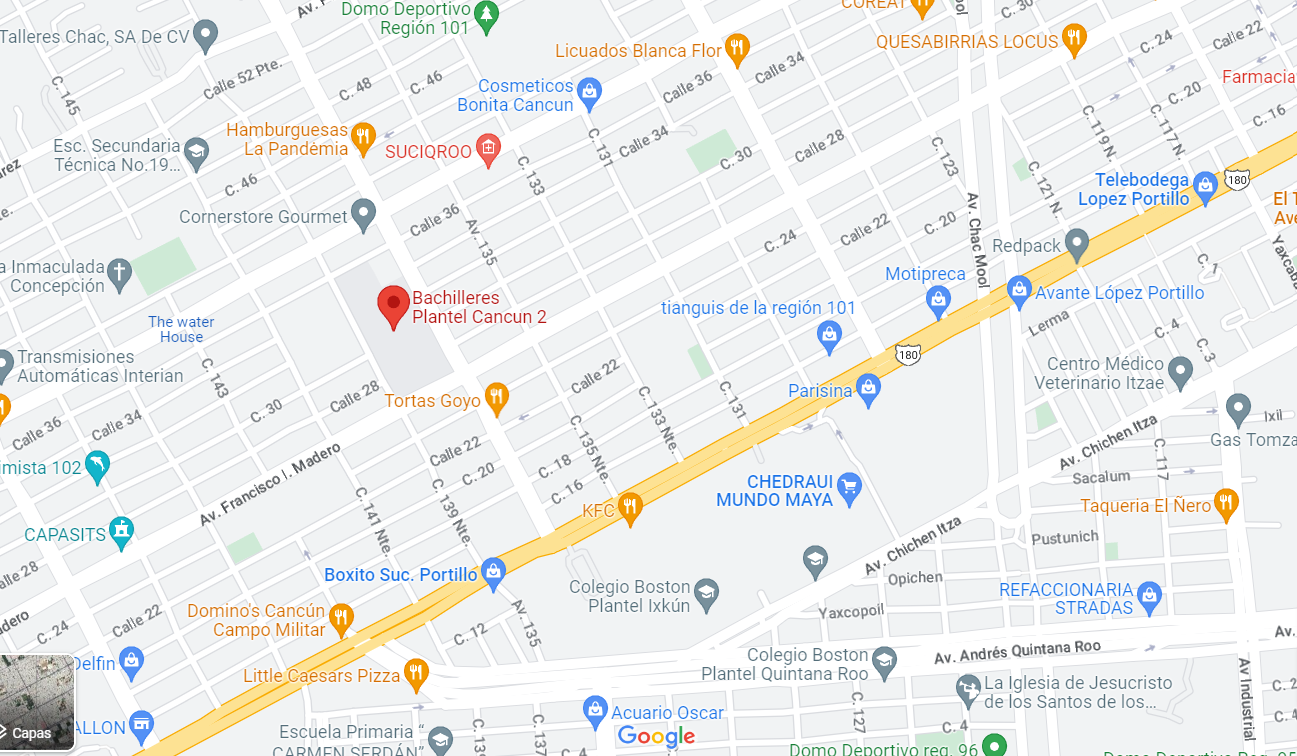 Domo Deportivo
Región 101
COREAT
C. 30
Av. F
Talleres Chac, SA De CV
Licuados Blanca Flor
QUESABIRRIAS LOCUS
C. 24
Calle 22
Calle 52 Pte.
C. 145
C. 48
C. 46
Cosmeticos
Bonita Cancun
Calle 36
Calle 34
Farmacia
C. 20
C. 16
Hamburguesas
La Pandémia
Esc. Secundaria
Técnica No.19...
SUCIQROO
C. 131
Calle 34
C. 30
Calle 28
C. 123
C. 119 N.
C. 117 N.
C. 46
C. 133
C. 121 N.
Telebodega
Lopez Portillo
180
Cornerstore Gourmet
Calle 36
Av. 135
C. 24
Calle 22
C. 20
Av. Chac Mool
Redpack
El T
Ave
Yaxcaba
a Inmaculada
Concepción
Motipreca
C. 1
Bachilleres
Plantel Cancun 2
tianguis de la región 101
Avante López Portillo
The water
House
Lerma
C. 4
C. 3
Transmisiones
Automáticas Interian
C. 143
180
Centro Médico
Veterinario Itzae
Calle 22
Calle 28
Tortas Goyo
C. 133 Nte.
C. 131
Parisina
C. 30
Calle 34
Calle 36
Ixil
Gas Tomza
Av. Chichen Itza
C. 117
Calle 22
C. 20
C. 18
C. 16
C. 135 Nte.
imista 102
Av. Francisco I. Madero
CHEDRAUI
MUNDO MAYA
Sacalum
Taqueria El Ñero
KFC
C. 141 Nte.
C. 139 Nte.
CAPASITS
Av. Chichen Itza
Pustunich
alle 28
Boxito Suc. Portillo
Colegio Boston
Plantel Ixkún
Opichen
REFACCIONARIA
STRADAS
Domino's Cancún
Campo Militar
Av. 135
Yaxcopoil
adero
C. 24
Calle 22
C. 12
Av.
Av. Andrés Quintana Roo
Delfin
Little Caesars Pizza
Colegio Boston
Plantel Quintana Roo
Av Industrial
La Iglesia de Jesucristo
de los Santos de los...
C. 2
ALLON
Capas
Escuela Primaria “
CARMEN SERDÁN”
C. 139
C. 133
Acuario Oscar
Google
C. 127
C. 4
Domo Deportivo reg. 96